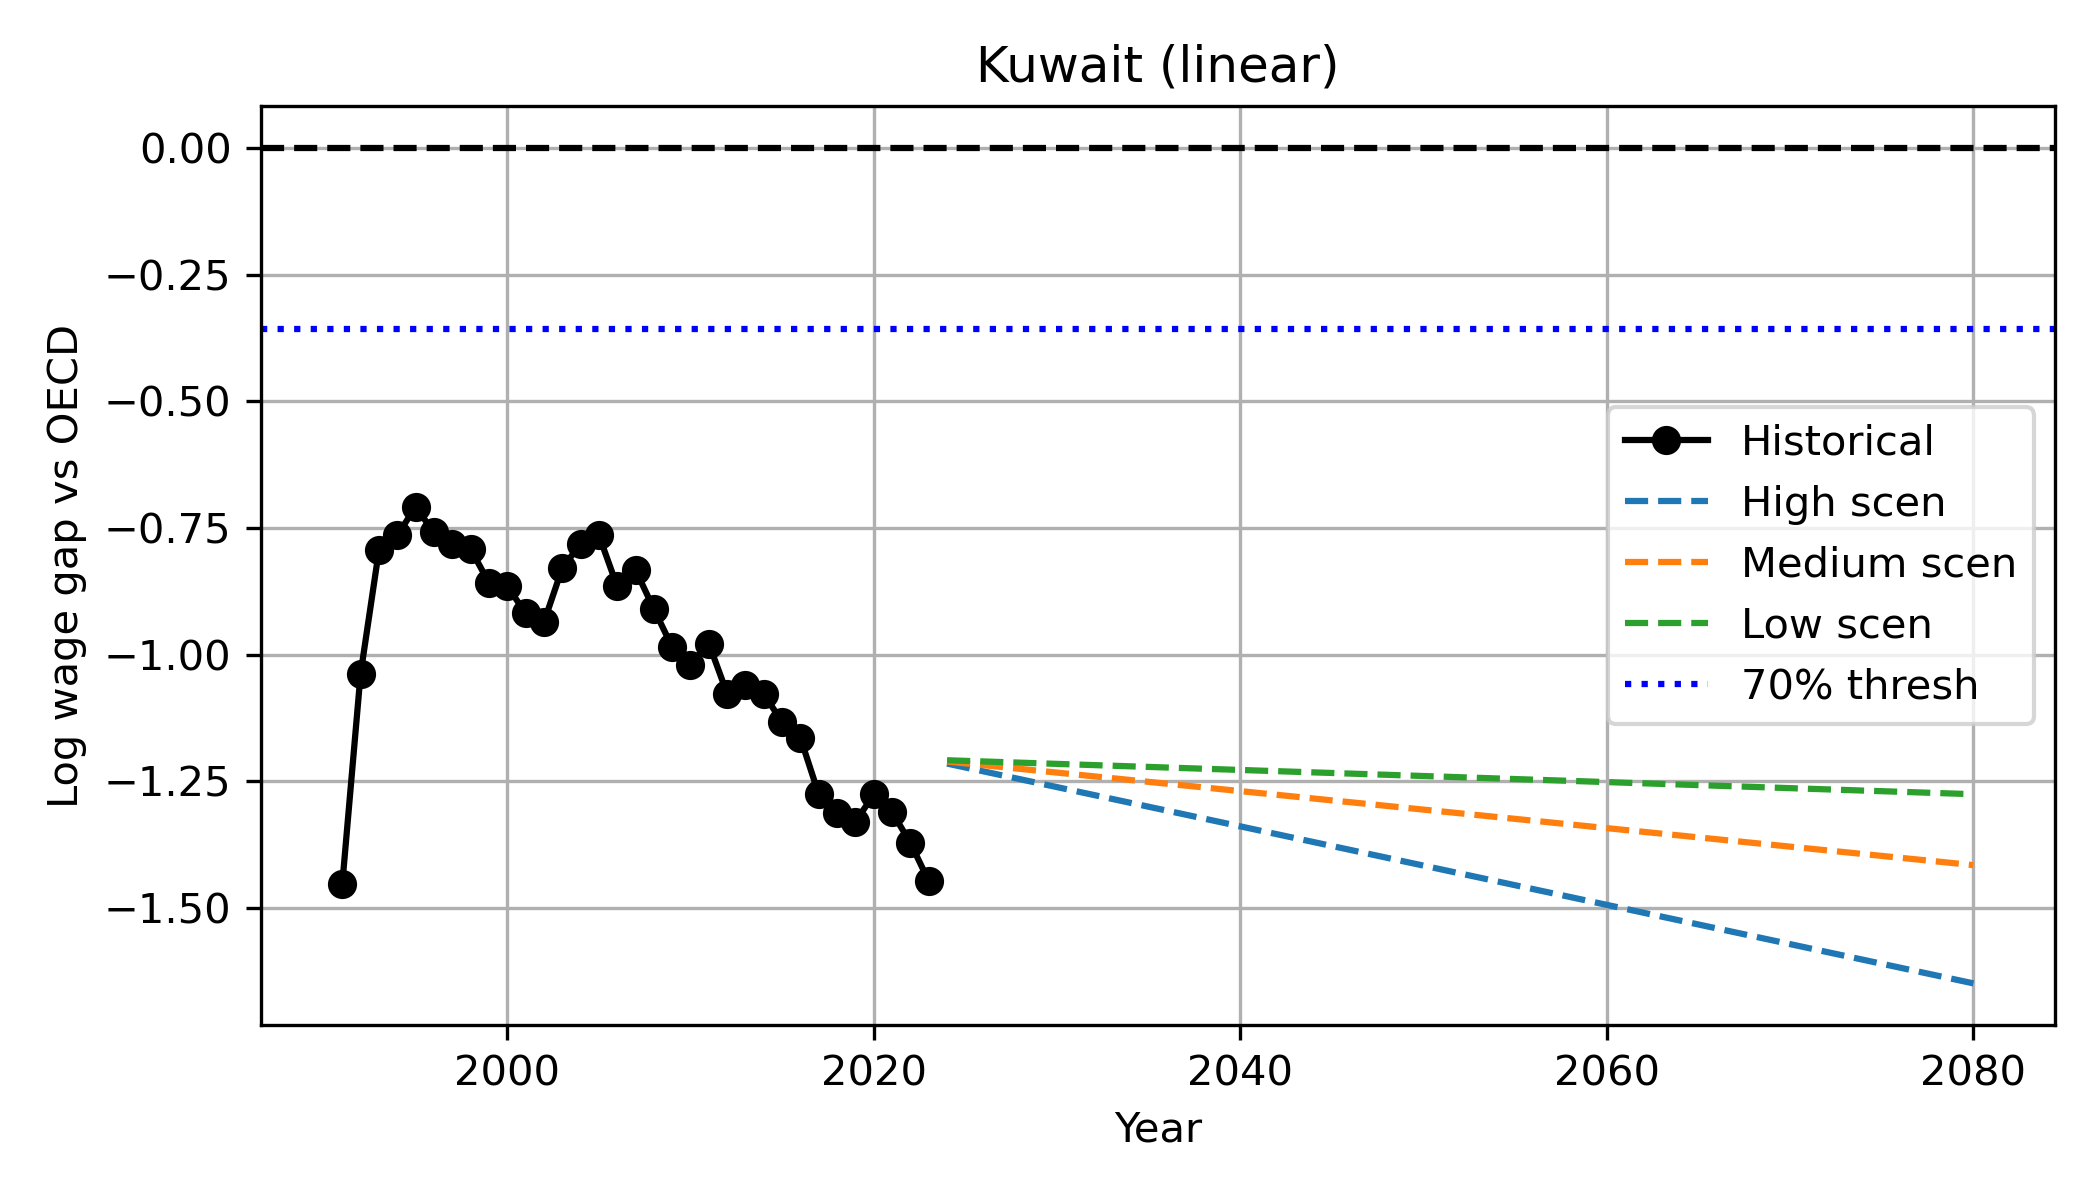 Kuwait (linear)
0.00
−0.25
−0.50
−0.75
−1.00
−1.25
−1.50
Log wage gap vs OECD
Historical
High scen
Medium scen
Low scen
70% thresh
2000 2020 2040 2060 2080
Year